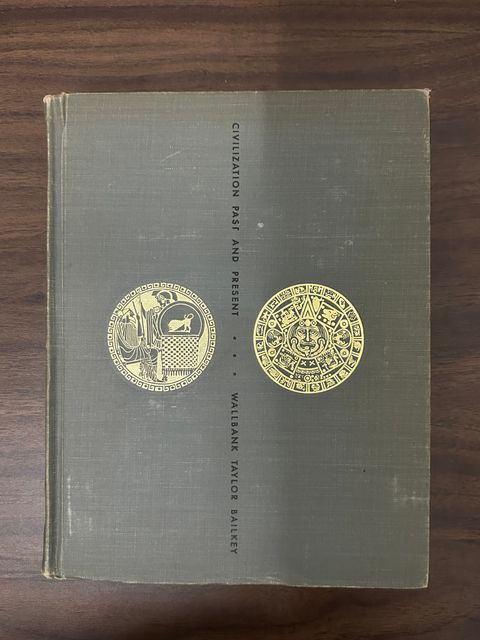 CIVILIZATION PAST AND PRESENT • • • WALLBANK TAYLOR BAILKEY